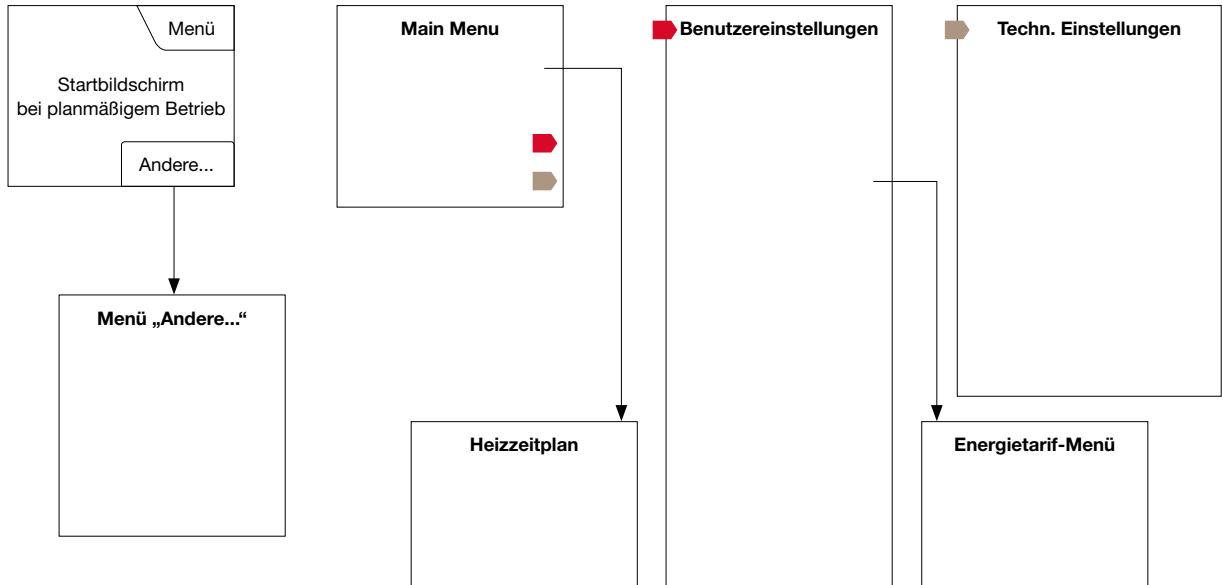 Menü
Startbildschirm
bei planmäßigem Betrieb
Andere...
Menü „Andere...“
Main Menu
Heizzeitplan
Benutzereinstellungen
Techn. Einstellungen
Energietarif-Menü